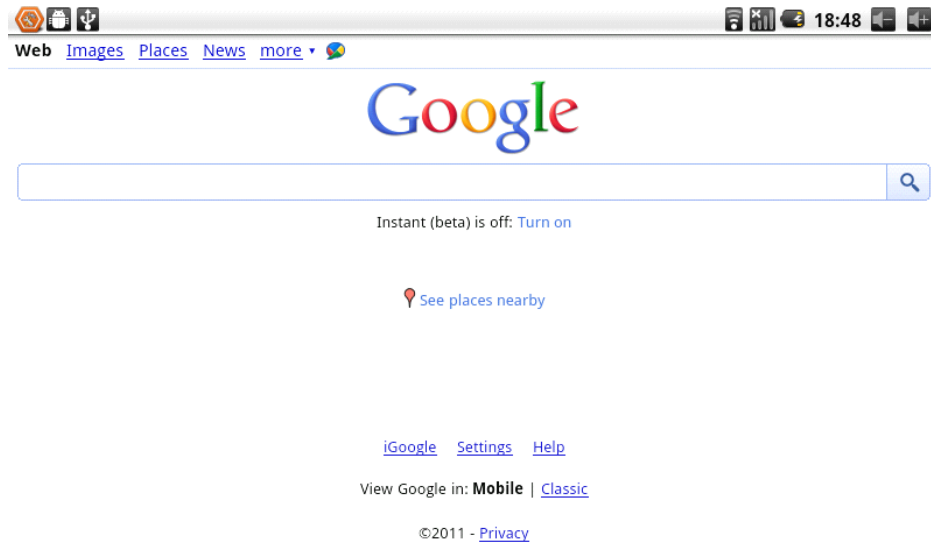 18:48
Web Images Places News more
Google
Instant (beta) is off: Turn on
See places nearby
iGoogle Settings Help
View Google in: Mobile | Classic
©2011 - Privacy